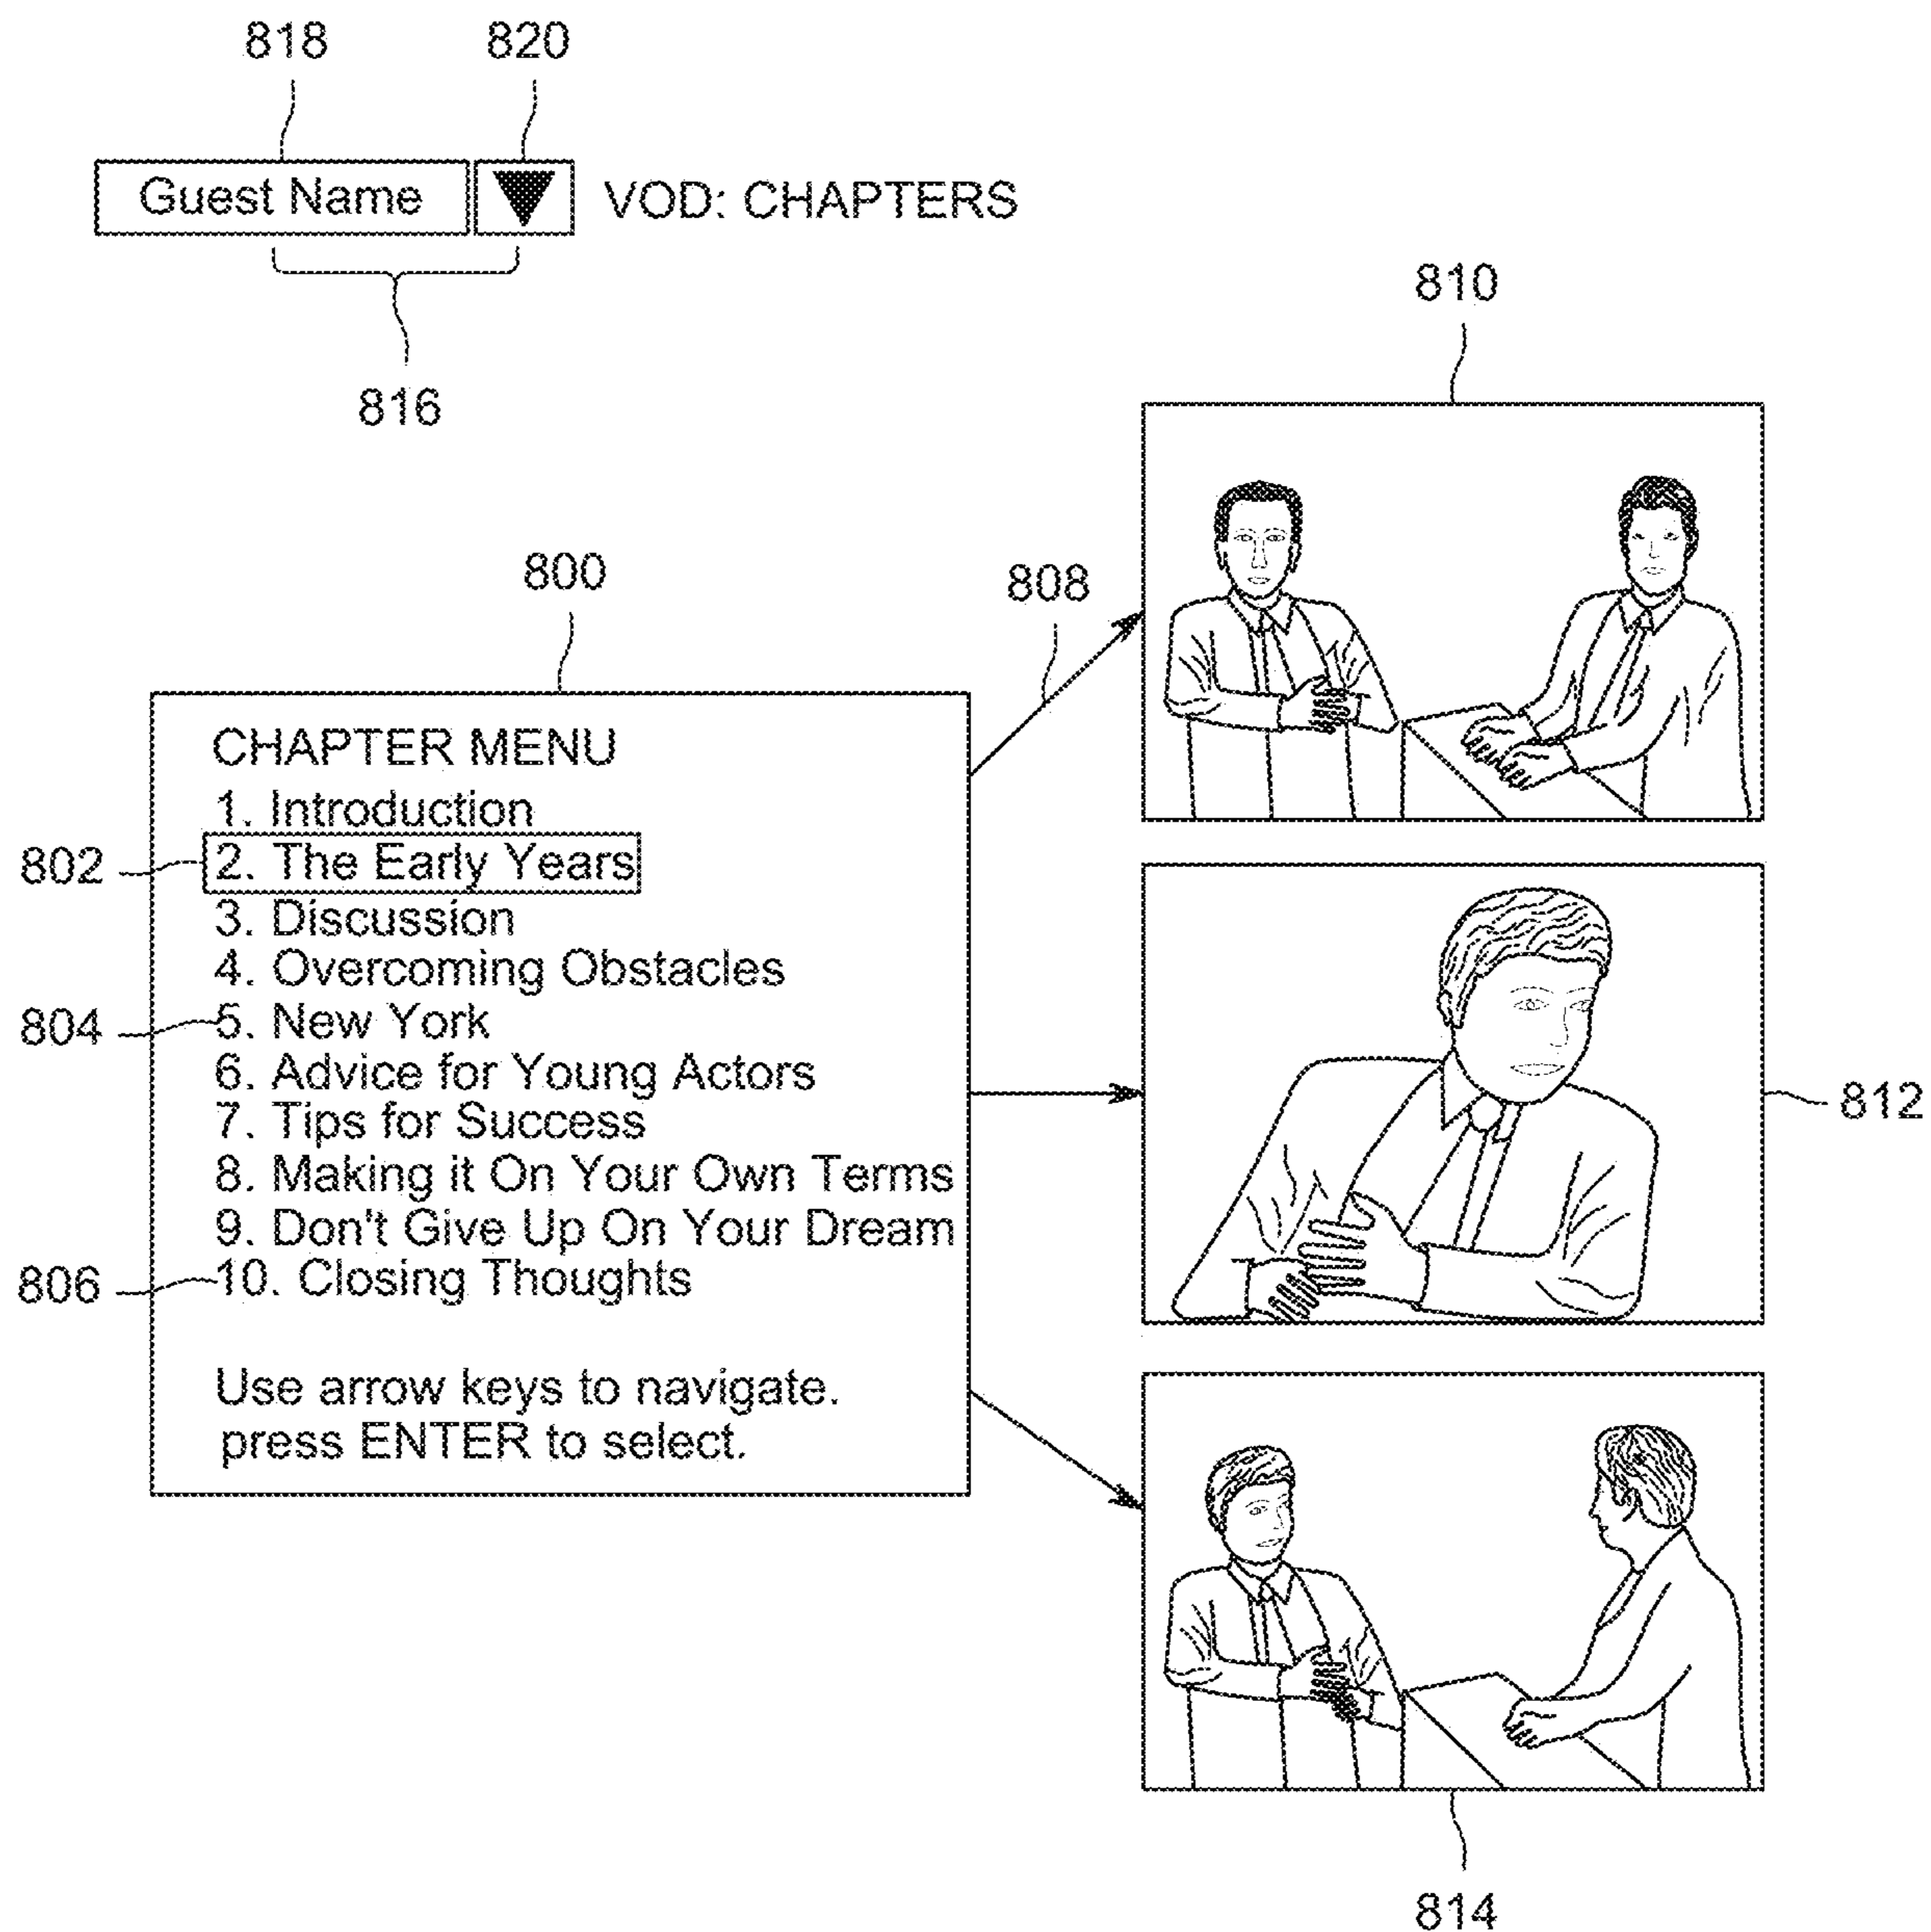 818
820
Guest Name
VOD: CHAPTERS
816
810
800
808
CHAPTER MENU
1. Introduction
802
2. The Early Years
3. Discussion
4. Overcoming Obstacles
804
5. New York
6. Advice for Young Actors
7. Tips for Success
8. Making it On Your Own Terms
9. Don't Give Up On Your Dream
806
10. Closing Thoughts
Use arrow keys to navigate.
press ENTER to select.
812
814